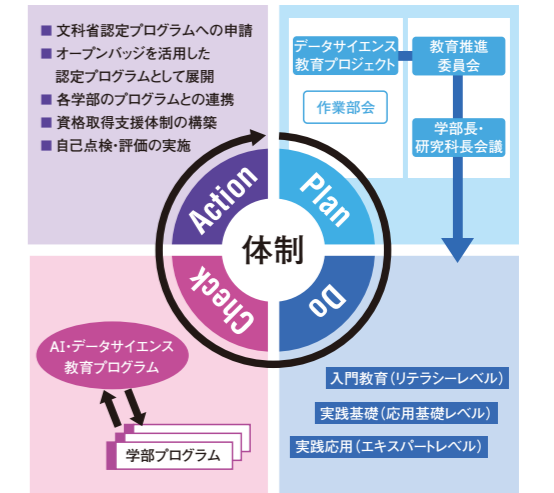 ■ 文科省認定プログラムへの申請
■ オープンバッジを活用した
認定プログラムとして展開
■ 各学部のプログラムとの連携
■ 資格取得支援体制の構築
■ 自己点検・評価の実施
データサイエンス
教育プロジェクト
作業部会
教育推進
委員会
学部長・
研究科長会議
Action
Plan
体制
Check
Do
AI・データサイエンス
教育プログラム
学部プログラム
入門教育（リテラシーレベル）
実践基礎（応用基礎レベル）
実践応用（エキスパートレベル）